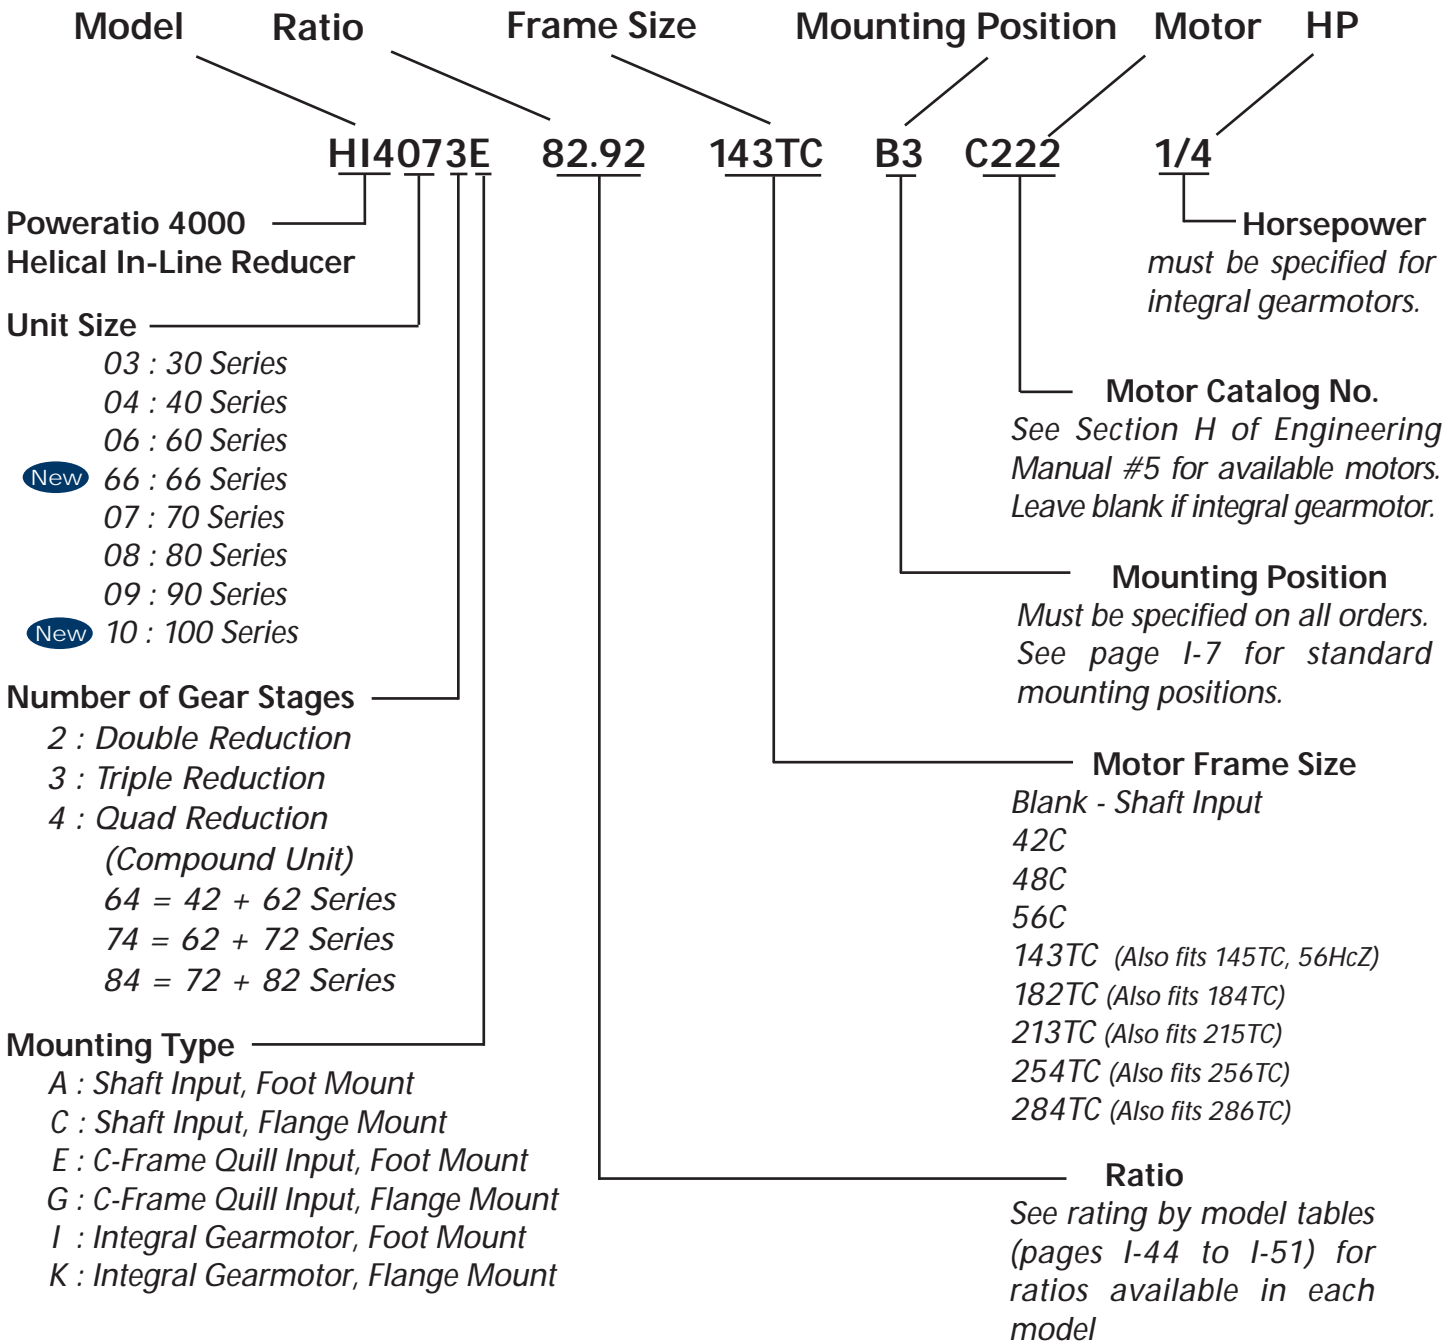 Model Ratio Frame Size Mounting Position Motor HP
HI4073E 82.92 143TC B3 C222 1/4
Poweratio 4000
Helical In-Line Reducer
Unit Size
03 : 30 Series
04 : 40 Series
06 : 60 Series
New 66 : 66 Series
07 : 70 Series
08 : 80 Series
09 : 90 Series
New 10 : 100 Series
Number of Gear Stages
2 : Double Reduction
3 : Triple Reduction
4 : Quad Reduction
(Compound Unit)
64 = 42 + 62 Series
74 = 62 + 72 Series
84 = 72 + 82 Series
Mounting Type
A : Shaft Input, Foot Mount
C : Shaft Input, Flange Mount
E : C-Frame Quill Input, Foot Mount
G : C-Frame Quill Input, Flange Mount
I : Integral Gearmotor, Foot Mount
K : Integral Gearmotor, Flange Mount
Horsepower
must be specified for
integral gearmotors.
Motor Catalog No.
See Section H of Engineering
Manual #5 for available motors.
Leave blank if integral gearmotor.
Mounting Position
Must be specified on all orders.
See page I-7 for standard
mounting positions.
Motor Frame Size
Blank - Shaft Input
42C
48C
56C
143TC (Also fits 145TC, 56HcZ)
182TC (Also fits 184TC)
213TC (Also fits 215TC)
254TC (Also fits 256TC)
284TC (Also fits 286TC)
Ratio
See rating by model tables
(pages I-44 to I-51) for
ratios available in each
model